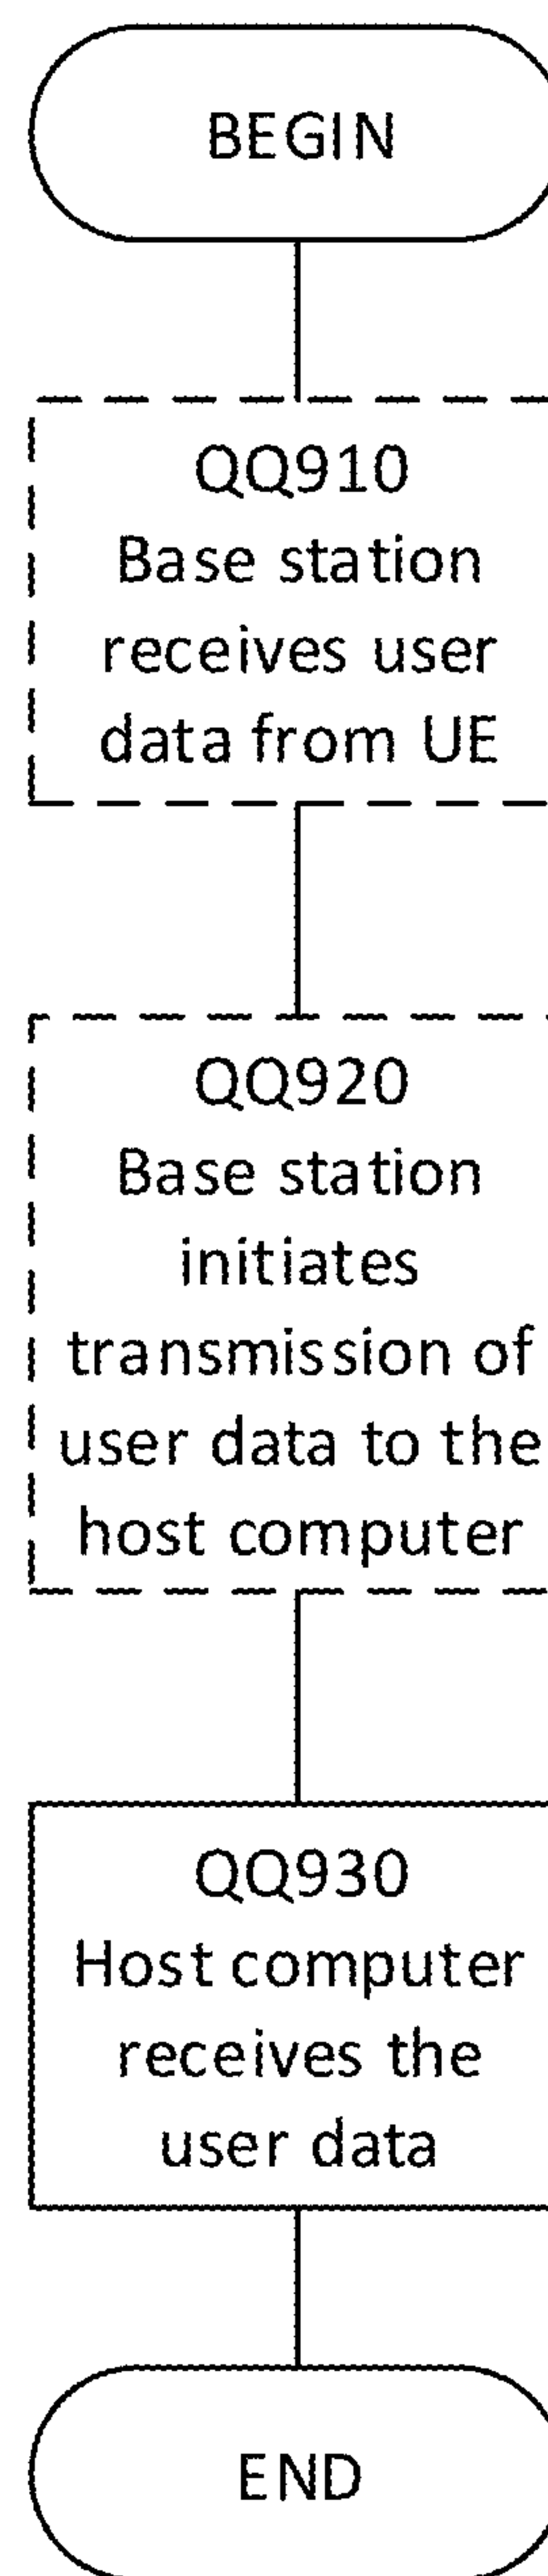 BEGIN
QQ910
Base station
receives user
data from UE
QQ920
Base station
initiates
transmission of
user data to the
host computer
QQ930
Host computer
receives the
user data
END